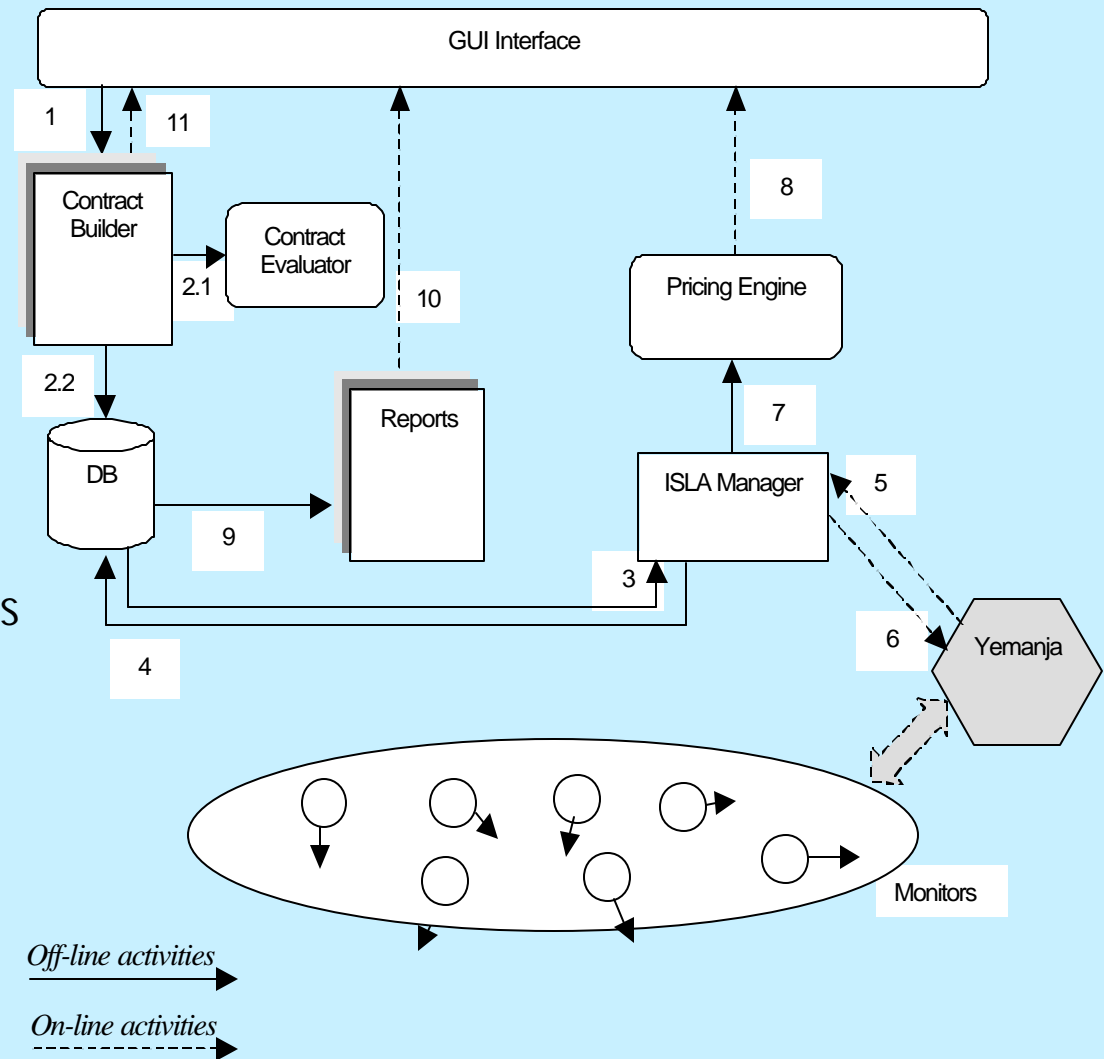 GUI Interface
1
11
8
Contract
Builder
Contract
Evaluator
2.1
Pricing Engine
10
2.2
Reports
7
DB
ISLA Manager
5
9
3
S
6
Yemanja
4
Monitors
Off-line activities
On-line activities